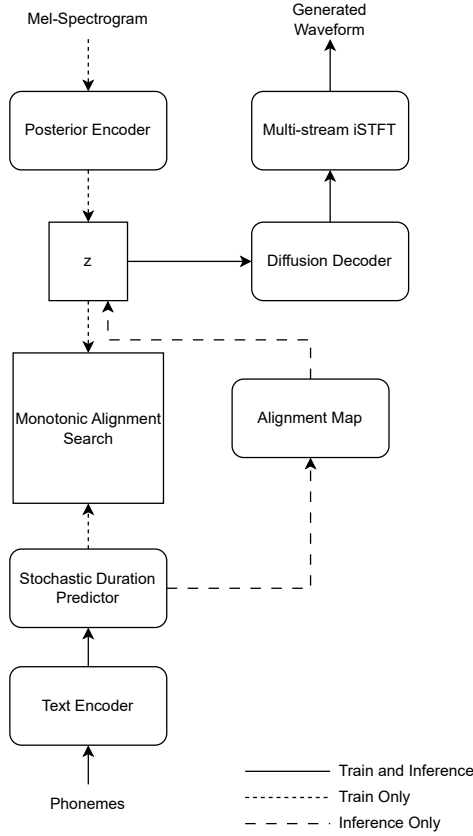 Mel-Spectrogram
Generated
Waveform
Posterior Encoder
Multi-stream iSTFT
z
Diffusion Decoder
Monotonic Alignment
Search
Alignment Map
Stochastic Duration
Predictor
Text Encoder
Phonemes
Train and Inference
Train Only
Inference Only